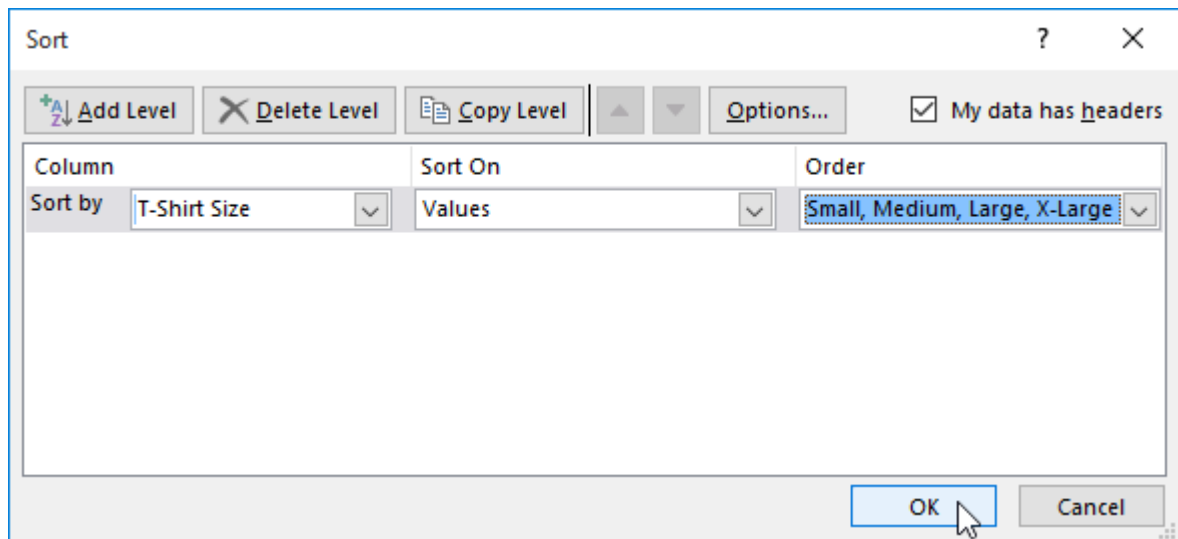 Sort ?
Add Level Delete Level Copy Level Options... My data has headers
Column Sort On Order
Sort by T-Shirt Size Values Small, Medium, Large, X-Large
OK Cancel